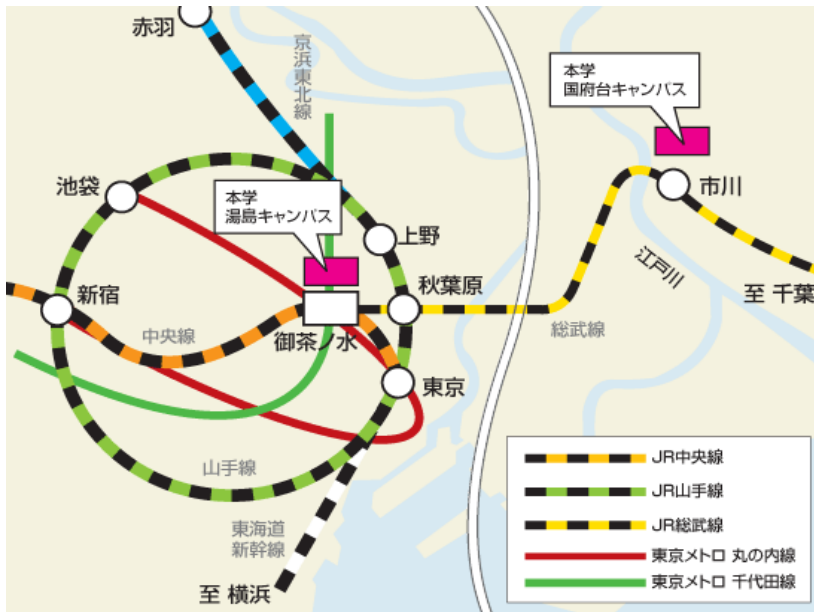 赤羽
京浜東北線
本学
国府台キャンパス
池袋
本学
湯島キャンパス
上野
市川
新宿
秋葉原
江戸川
至 千葉
中央線
御茶ノ水
総武線
東京
山手線
東海道
新幹線
至 横浜
JR中央線
JR山手線
JR総武線
東京メトロ 丸の内線
東京メトロ 千代田線